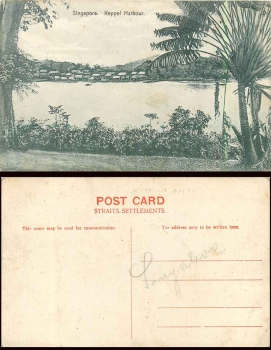 Singapore. Keppel Harbour.
POST CARD
STRAITS-SETTLEMENTS.
This space may be used for communication.
The address only to be written here.